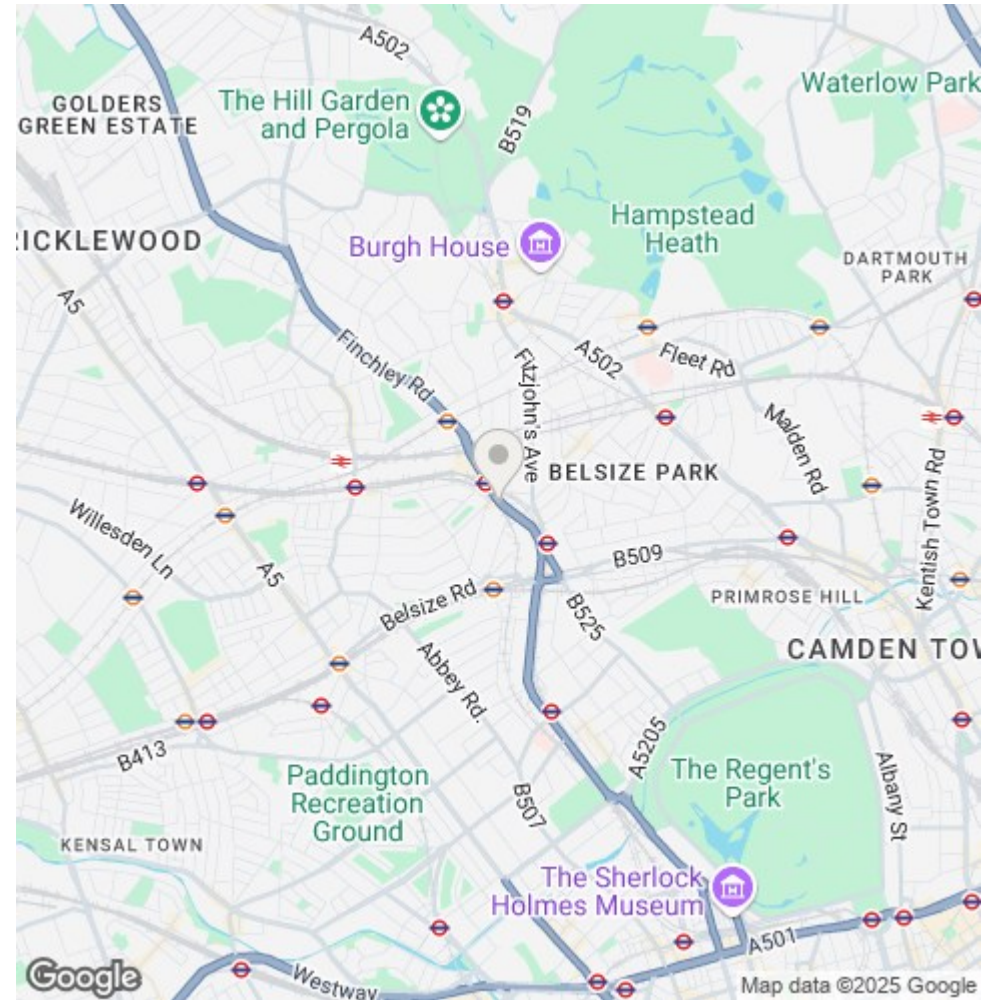 A502
Waterlow Park
GOLDERS
GREEN ESTATE
The Hill Garden
and Pergola
B519
Hampstead
Heath
RICKLEWOOD
Burgh House
DARTMOUTH
PARK
A5
Finchley Rd
Fitzjohn's Ave
A502
Fleet Rd
Malden Rd
BELSIZE PARK
Kentish Town Rd
Willesden Ln
A5
B509
Belsize Rd
B525
PRIMROSE HILL
CAMDEN TOW
Abbey Rd.
B413
A5205
The Regent's
Park
Albany St
Paddington
Recreation
Ground
B507
KENSAL TOWN
The Sherlock
Holmes Museum
A501
Westway
Google
Map data ©2025 Google